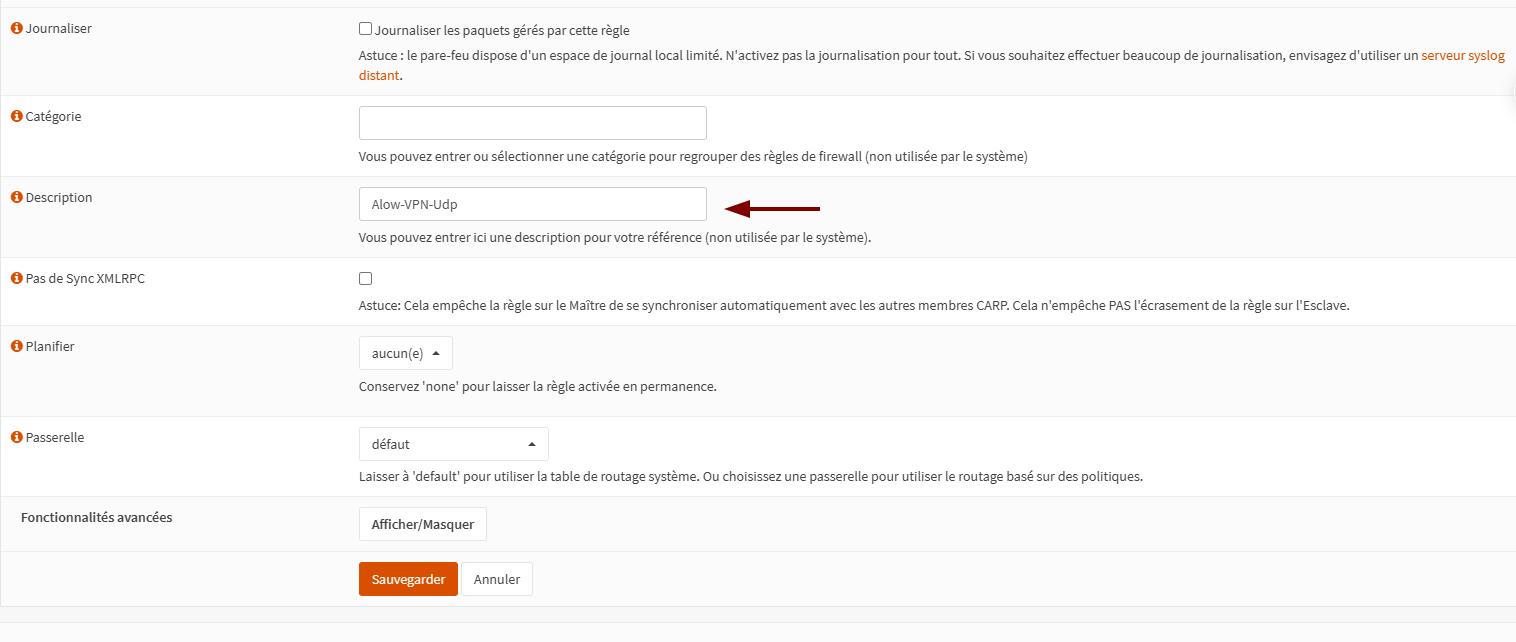 Journaliser
Journaliser les paquets gérés par cette règle
Astuce : le pare-feu dispose d'un espace de journal local limité. N'activez pas la journalisation pour tout. Si vous souhaitez effectuer beaucoup de journalisation, envisagez d'utiliser un serveur syslog
distant.
Catégorie
Vous pouvez entrer ou sélectionner une catégorie pour regrouper des règles de firewall (non utilisée par le système)
Description
Alow-VPN-Udp
Vous pouvez entrer ici une description pour votre référence (non utilisée par le système).
Pas de Sync XMLRPC
Astuce: Cela empêche la règle sur le Maître de se synchroniser automatiquement avec les autres membres CARP. Cela n'empêche PAS l'écrasement de la règle sur l'Esclave.
Planifier
aucun(e)
Conservez 'none' pour laisser la règle activée en permanence.
Passerelle
défaut
Laisser à 'default' pour utiliser la table de routage système. Ou choisissez une passerelle pour utiliser le routage basé sur des politiques.
Fonctionnalités avancées
Afficher/Masquer
Sauvegarder Annuler